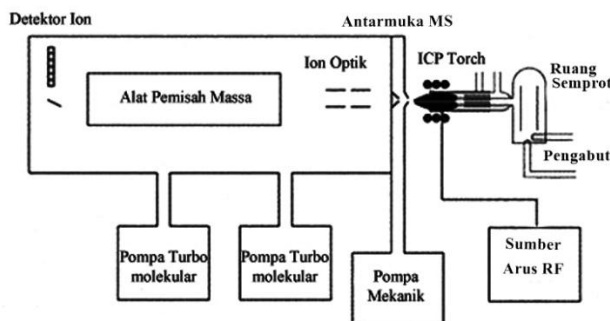 Detektor Ion
Antarmuka MS
Ion Optik
ICP Torch
Ruang
Semprot
Alat Pemisah Massa
Pengabut
Pompa Turbo
molekular
Pompa Turbo
molekular
Pompa
Mekanik
Sumber
Arus RF